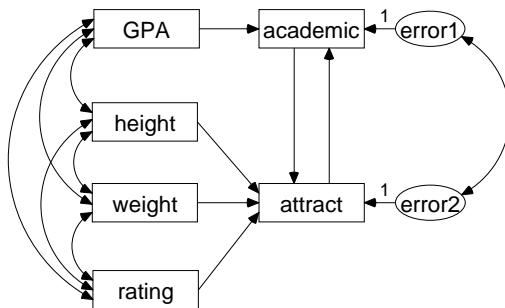 GPA academic 1 error1
height
weight attract 1 error2
rating